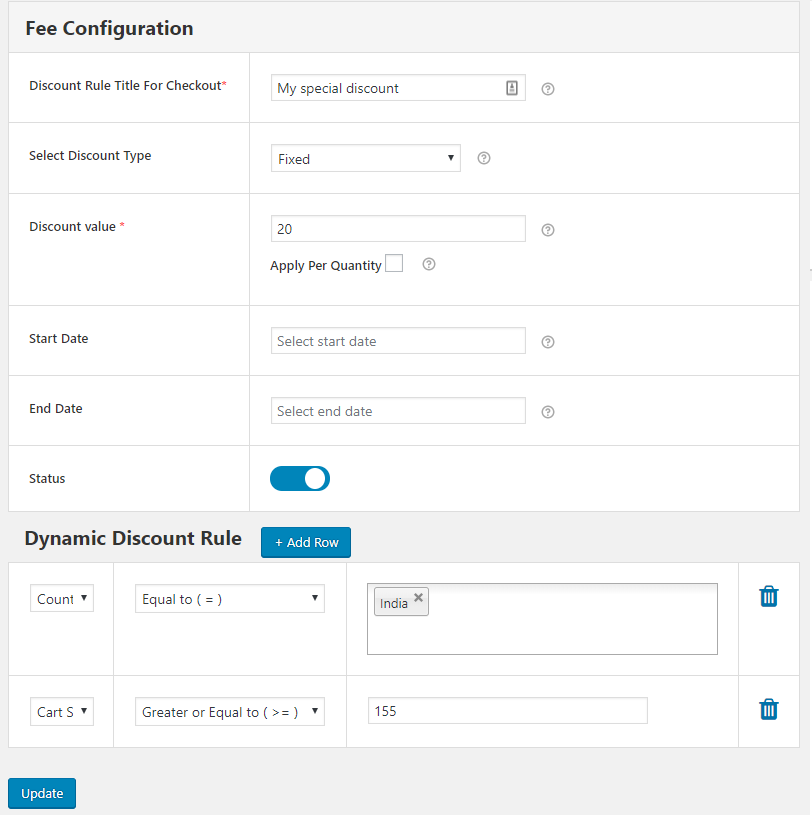 Fee Configuration
Discount Rule Title For Checkout*
My special discount
?
Select Discount Type
Fixed
?
Discount value *
20
?
Apply Per Quantity
?
Start Date
Select start date
?
End Date
Select end date
?
Status
Dynamic Discount Rule
+ Add Row
Count
Equal to ( = )
India ×
Cart S
Greater or Equal to ( >= )
155
Update